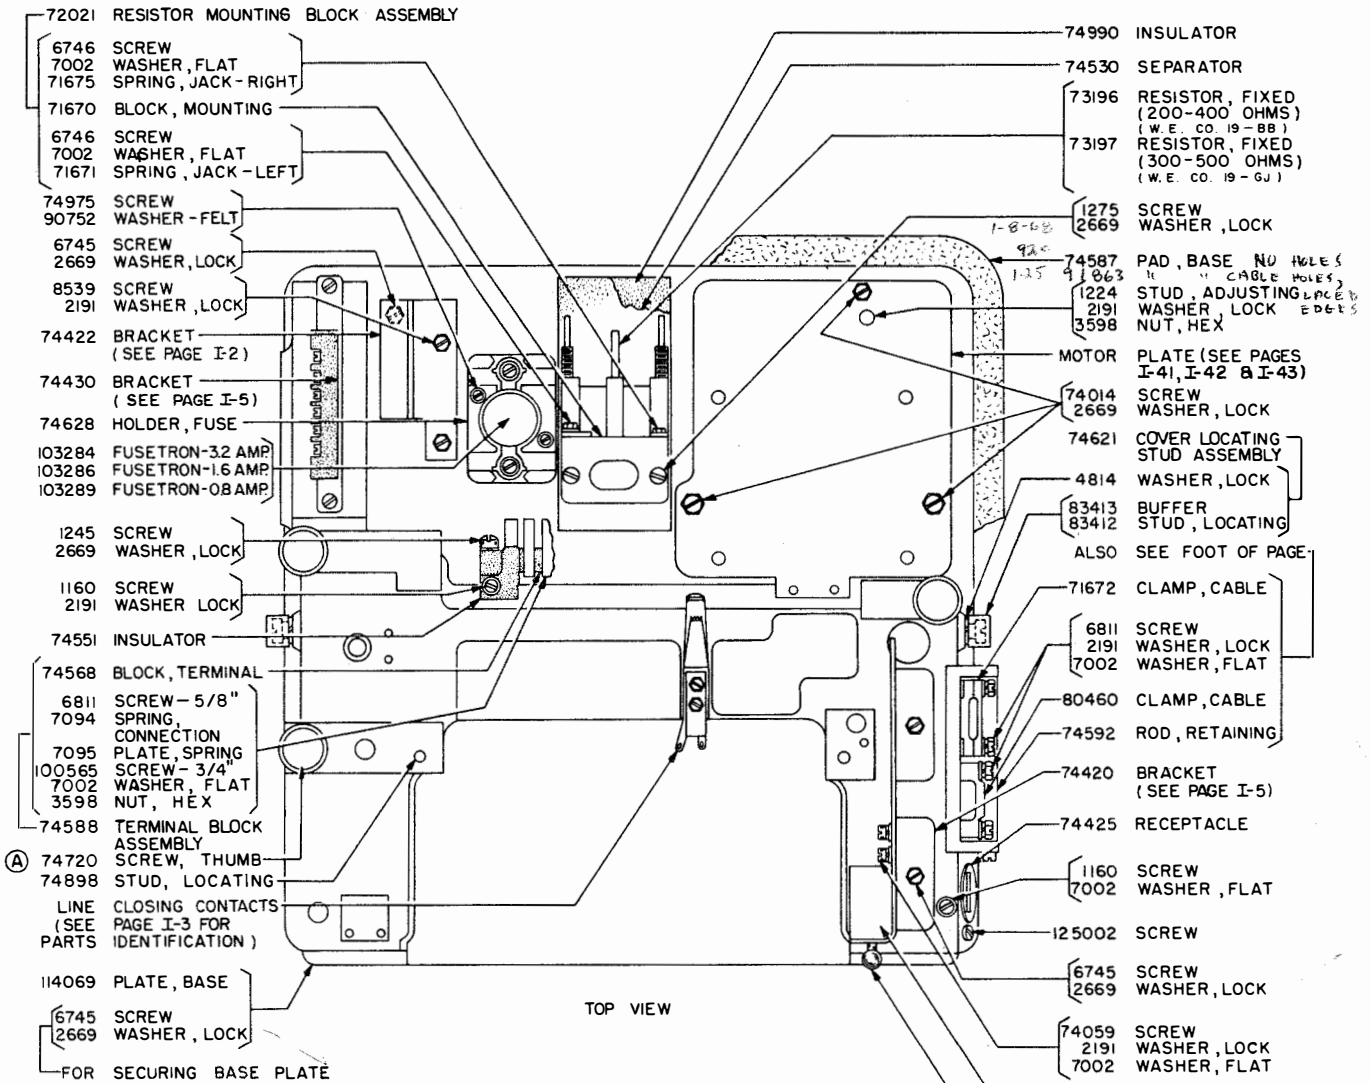 72021 RESISTOR MOUNTING BLOCK ASSEMBLY
6746 SCREW
7002 WASHER, FLAT
71675 SPRING, JACK-RIGHT
71670 BLOCK, MOUNTING
6746 SCREW
7002 WASHER, FLAT
71671 SPRING, JACK-LEFT
74975 SCREW
90752 WASHER-FELT
6745 SCREW
2669 WASHER, LOCK
8539 SCREW
2191 WASHER, LOCK
74422 BRACKET
(SEE PAGE I-2)
74430 BRACKET
(SEE PAGE I-5)
74628 HOLDER, FUSE
103284 FUSETRON-3.2 AMP.
103286 FUSETRON-1.6 AMP.
103289 FUSETRON-0.8 AMP.
1245 SCREW
2669 WASHER, LOCK
1160 SCREW
2191 WASHER LOCK
74551 INSULATOR
74568 BLOCK, TERMINAL
6811 SCREW-5/8"
7094 SPRING,
CONNECTION
7095 PLATE, SPRING
100565 SCREW-3/4"
7002 WASHER, FLAT
3598 NUT, HEX
74588 TERMINAL BLOCK
ASSEMBLY
A 74720 SCREW, THUMB
74898 STUD, LOCATING
LINE CLOSING CONTACTS
(SEE PAGE I-3 FOR
PARTS IDENTIFICATION)
114069 PLATE, BASE
6745 SCREW
2669 WASHER, LOCK
FOR SECURING BASE PLATE
TOP VIEW
74990 INSULATOR
74530 SEPARATOR
73196 RESISTOR, FIXED
(200-400 OHMS)
(W.E. CO. 19-BB)
73197 RESISTOR, FIXED
(300-500 OHMS)
(W.E. CO. 19-GJ)
1275 SCREW
2669 WASHER, LOCK
1-8-68
74587 PAD, BASE NO HOLES
1-25 91863 " " CABLE HOLES,
1224 STUD, ADJUSTING LACED
2191 WASHER, LOCK EDGES
3598 NUT, HEX
MOTOR PLATE (SEE PAGES
I-41, I-42 & I-43)
74014 SCREW
2669 WASHER, LOCK
74621 COVER LOCATING
STUD ASSEMBLY
4814 WASHER, LOCK
83413 BUFFER
83412 STUD, LOCATING
ALSO SEE FOOT OF PAGE
71672 CLAMP, CABLE
6811 SCREW
2191 WASHER, LOCK
7002 WASHER, FLAT
80460 CLAMP, CABLE
74592 ROD, RETAINING
74420 BRACKET
(SEE PAGE I-5)
74425 RECEPTACLE
1160 SCREW
7002 WASHER, FLAT
125002 SCREW
6745 SCREW
2669 WASHER, LOCK
74059 SCREW
2191 WASHER, LOCK
7002 WASHER, FLAT